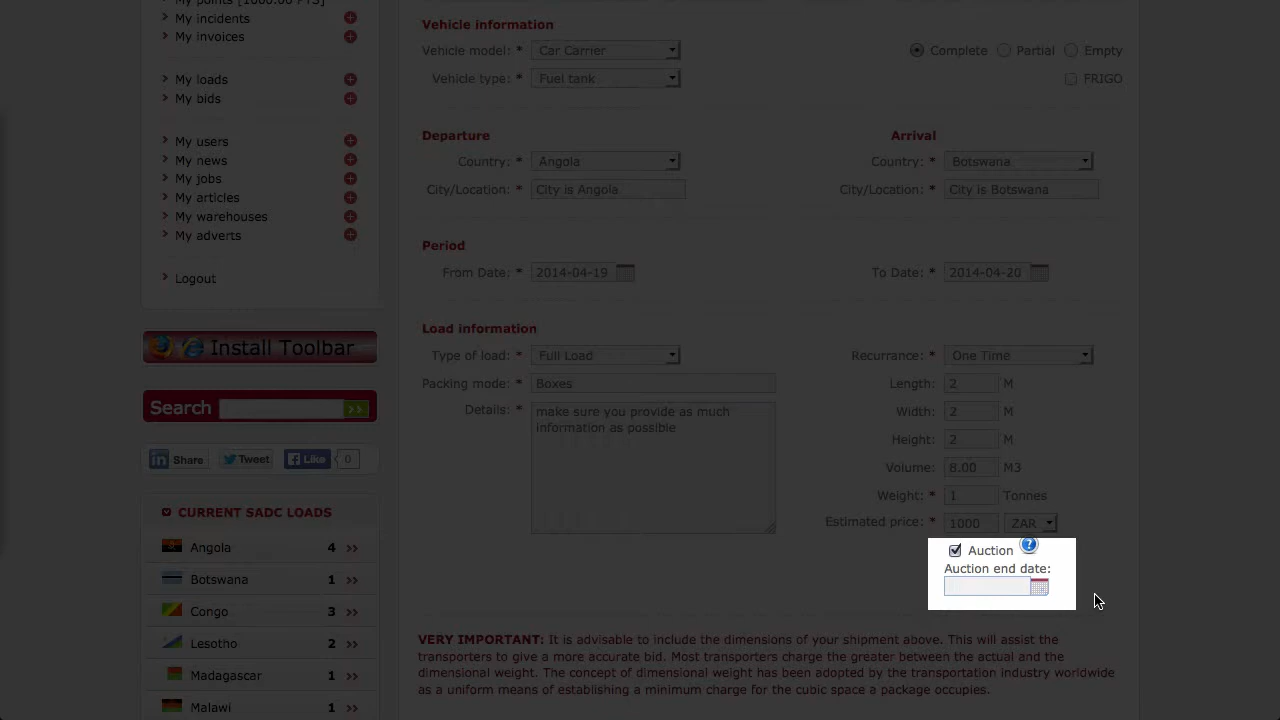 My points [1000.00 PTS]
My incidents
My invoices
My loads
My bids
My users
My news
My jobs
My articles
My warehouses
My adverts
Logout
Install Toolbar
Search >>
Share Tweet Like 0
CURRENT SADC LOADS
Angola 4 >>
Botswana 1 >>
Congo 3 >>
Lesotho 2 >>
Madagascar 1 >>
Malawi 1 >>
Vehicle information
Vehicle model: * Car Carrier Complete Partial Empty
Vehicle type: * Fuel tank FRIGO
Departure Arrival
Country: * Angola Country: * Botswana
City/Location: * City is Angola City/Location: * City is Botswana
Period
From Date: * 2014-04-19 To Date: * 2014-04-20
Load information
Type of load: * Full Load Recurrance: * One Time
Packing mode: * Boxes Length: 2 M
Details: * make sure you provide as much Width: 2 M
information as possible
Height: 2 M
Volume: 8.00 M3
Weight: * 1 Tonnes
Estimated price: * 1000 ZAR
Auction ?
Auction end date:
VERY IMPORTANT: It is advisable to include the dimensions of your shipment above. This will assist the
transporters to give a more accurate bid. Most transporters charge the greater between the actual and the
dimensional weight. The concept of dimensional weight has been adopted by the transportation industry worldwide
as a uniform means of establishing a minimum charge for the cubic space a package occupies.